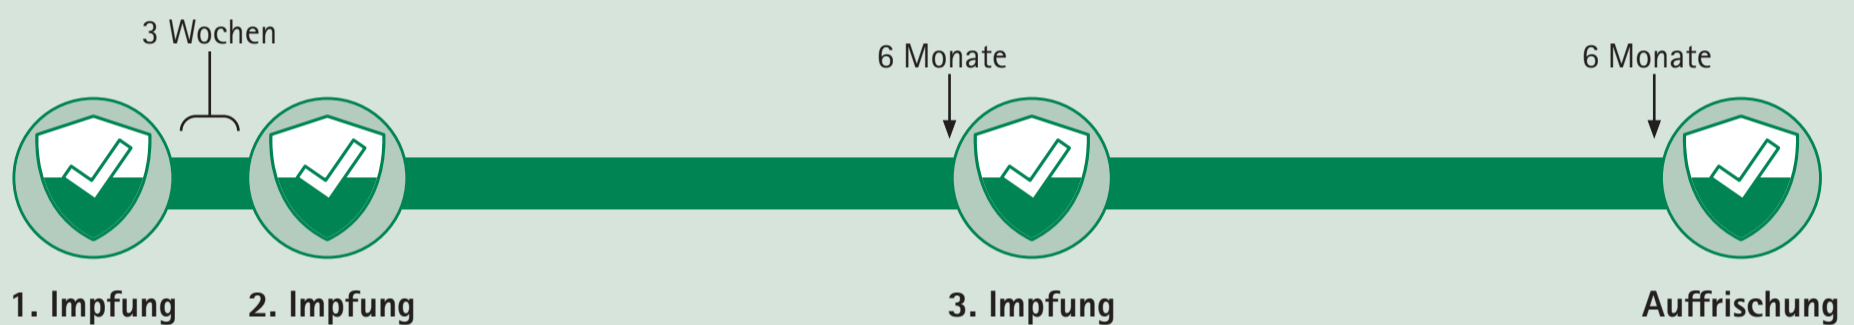 3 Wochen
6 Monate
6 Monate
1. Impfung
2. Impfung
3. Impfung
Auffrischung